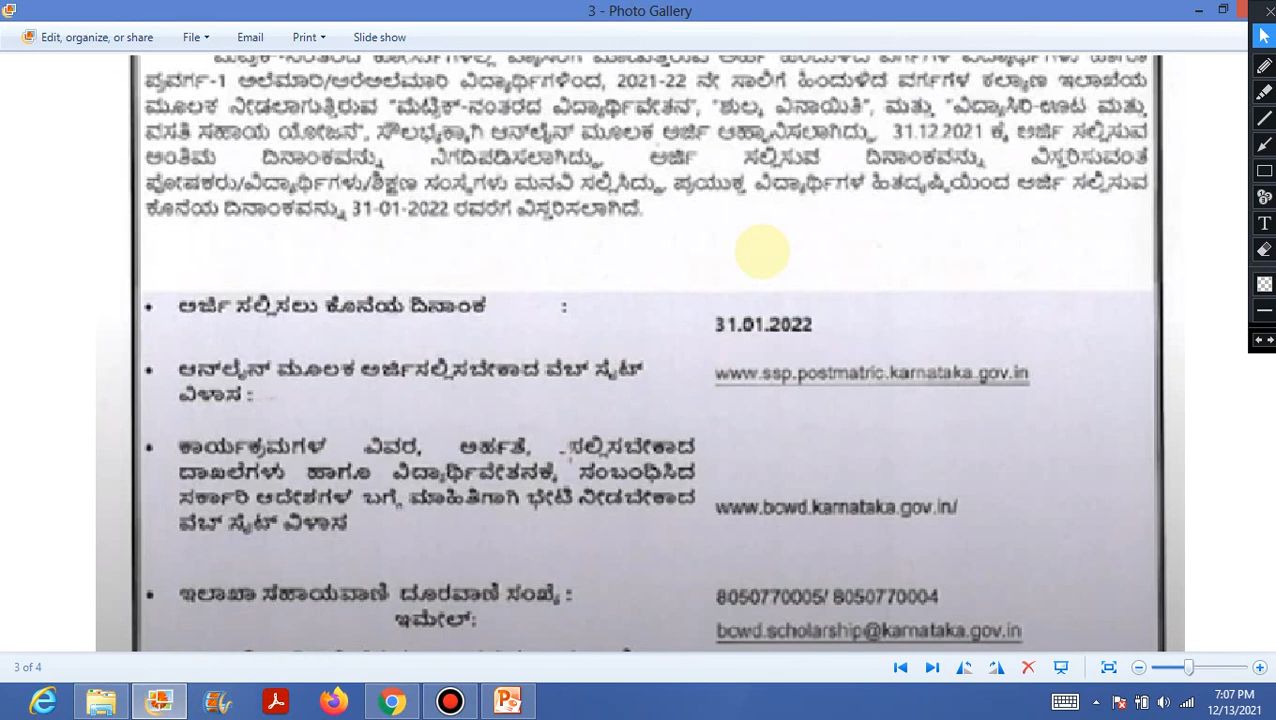 3 - Photo Gallery
Edit, organize, or share File Email Print Slide show
ಪ್ರವರ್ಗ-1 ಅಲೆಮಾರಿ/ಅರೆಅಲೆಮಾರಿ ವಿದ್ಯಾರ್ಥಿಗಳಿಂದ, 2021-22 ನೇ ಸಾಲಿಗೆ ಹಿಂದುಳಿದ ವರ್ಗಗಳ ಕಲ್ಯಾಣ ಇಲಾಖೆಯ
ಮೂಲಕ ನೀಡಲಾಗುತ್ತಿರುವ "ಮೆಟ್ರಿಕ್-ನಂತರದ ವಿದ್ಯಾರ್ಥಿವೇತನ", "ಶುಲ್ಕ ವಿನಾಯಿತಿ", ಮತ್ತು "ವಿದ್ಯಾಸಿರಿ-ಊಟ ಮತ್ತು
ವಸತಿ ಸಹಾಯ ಯೋಜನೆ", ಸೌಲಭ್ಯಕ್ಕಾಗಿ ಆನ್‌ಲೈನ್ ಮೂಲಕ ಅರ್ಜಿ ಆಹ್ವಾನಿಸಲಾಗಿದ್ದು, 31.12.2021 ಕ್ಕೆ ಅರ್ಜಿ ಸಲ್ಲಿಸುವ
ಅಂತಿಮ ದಿನಾಂಕವನ್ನು ನಿಗದಿಪಡಿಸಲಾಗಿದ್ದು, ಅರ್ಜಿ ಸಲ್ಲಿಸುವ ದಿನಾಂಕವನ್ನು ವಿಸ್ತರಿಸುವಂತೆ
ಪೋಷಕರು/ವಿದ್ಯಾರ್ಥಿಗಳು/ಶಿಕ್ಷಣ ಸಂಸ್ಥೆಗಳು ಮನವಿ ಸಲ್ಲಿಸಿದ್ದು, ಪ್ರಯುಕ್ತ ವಿದ್ಯಾರ್ಥಿಗಳ ಹಿತದೃಷ್ಟಿಯಿಂದ ಅರ್ಜಿ ಸಲ್ಲಿಸುವ
ಕೊನೆಯ ದಿನಾಂಕವನ್ನು 31-01-2022 ರವರೆಗೆ ವಿಸ್ತರಿಸಲಾಗಿದೆ.
• ಅರ್ಜಿ ಸಲ್ಲಿಸಲು ಕೊನೆಯ ದಿನಾಂಕ :
31.01.2022
• ಆನ್‌ಲೈನ್ ಮೂಲಕ ಅರ್ಜಿಸಲ್ಲಿಸಬೇಕಾದ ವೆಬ್ ಸೈಟ್
ವಿಳಾಸ :
www.ssp.postmatric.karnataka.gov.in
• ಕಾರ್ಯಕ್ರಮಗಳ ವಿವರ, ಅರ್ಹತೆ, ಸಲ್ಲಿಸಬೇಕಾದ
ದಾಖಲೆಗಳು ಹಾಗೂ ವಿದ್ಯಾರ್ಥಿವೇತನಕ್ಕೆ ಸಂಬಂಧಿಸಿದ
ಸರ್ಕಾರಿ ಆದೇಶಗಳ ಬಗ್ಗೆ ಮಾಹಿತಿಗಾಗಿ ಭೇಟಿ ನೀಡಬೇಕಾದ
ವೆಬ್ ಸೈಟ್ ವಿಳಾಸ
www.bcwd.karnataka.gov.in/
• ಇಲಾಖಾ ಸಹಾಯವಾಣಿ ದೂರವಾಣಿ ಸಂಖ್ಯೆ :
8050770005/ 8050770004
ಇಮೇಲ್:
bcwd.scholarship@karnataka.gov.in
3 of 4
7:07 PM
12/13/2021